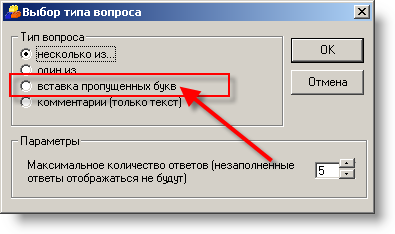 Выбор типа вопроса
Тип вопроса
несколько из..
один из
вставка пропущенных букв
комментарии (только текст)
OK
Отмена
Параметры
Максимальное количество ответов (незаполненные
ответы отображаться не будут)
5